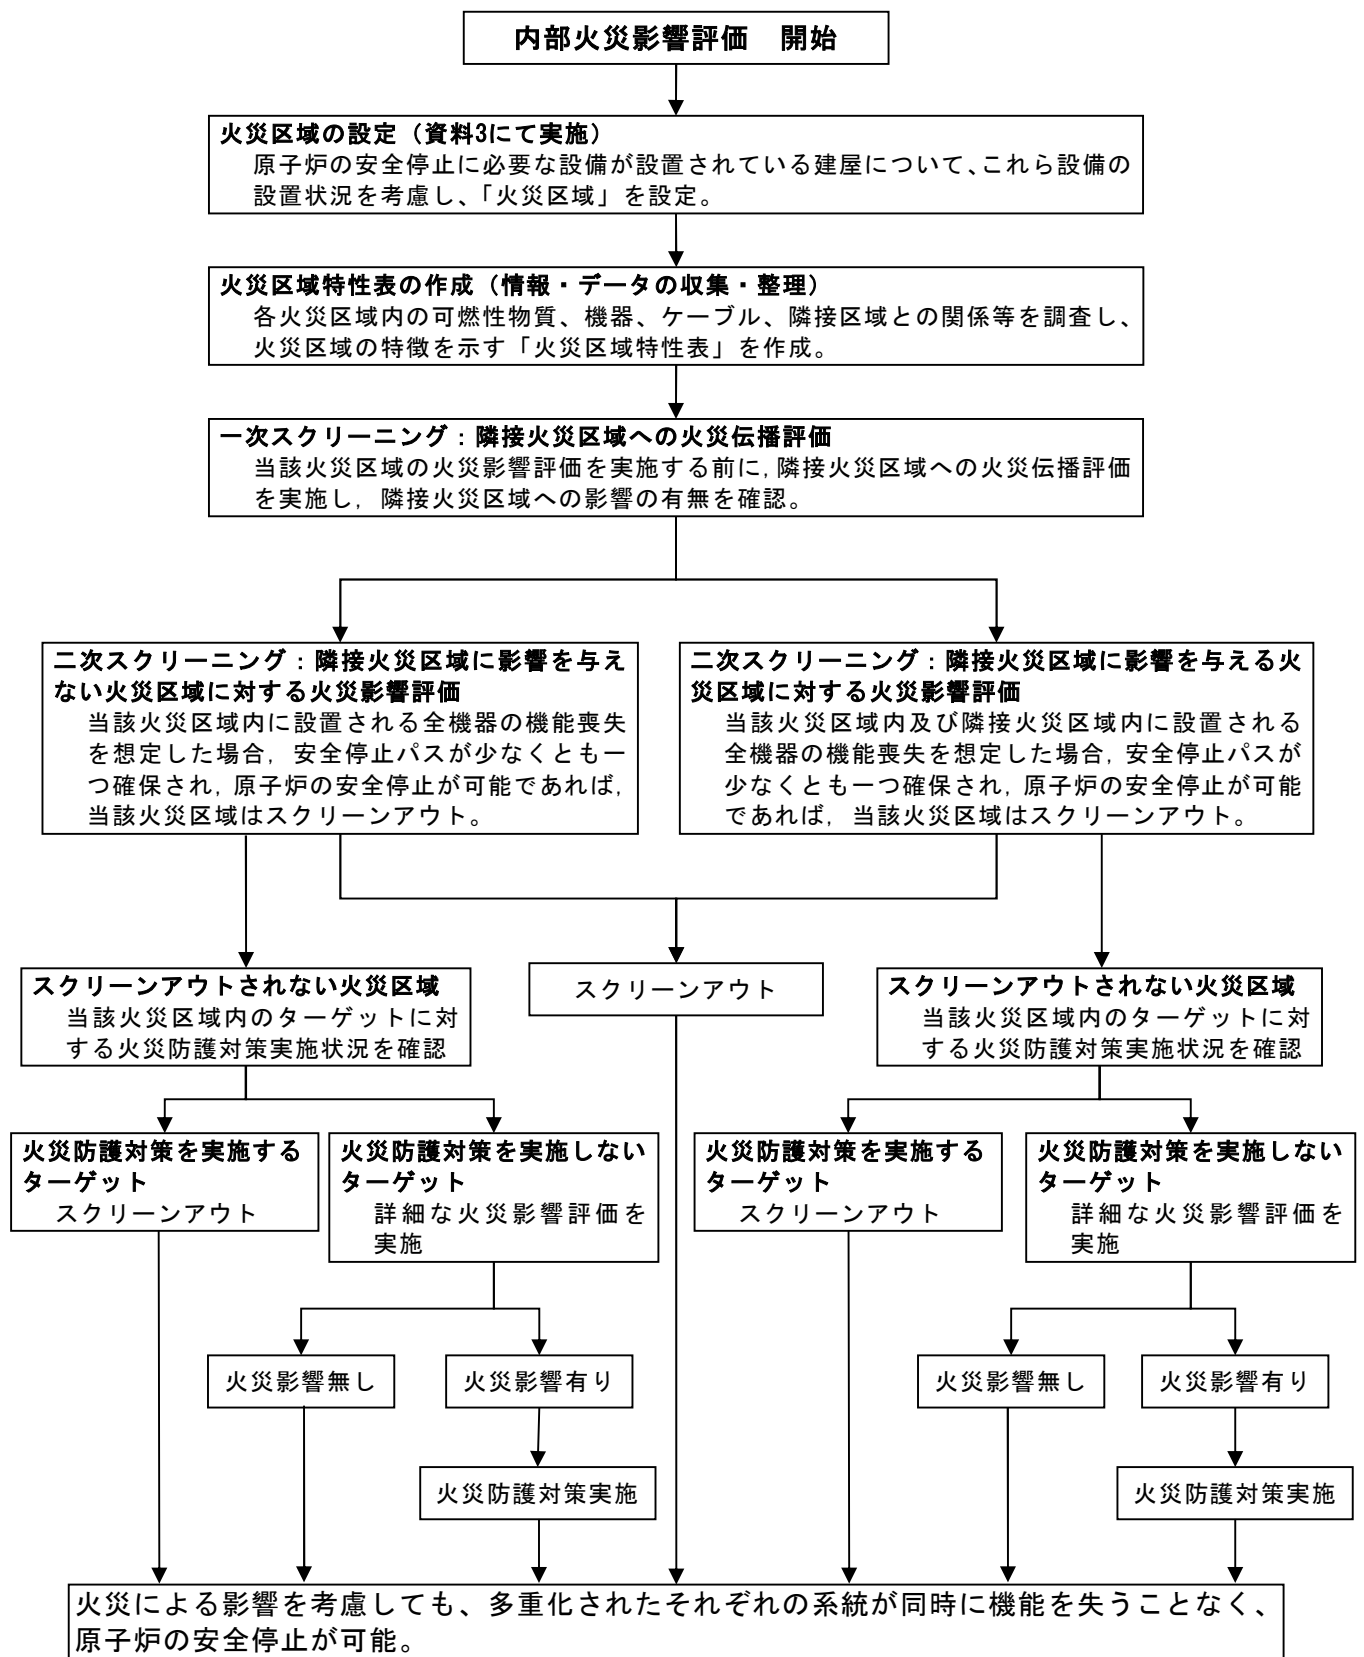 内部火災影響評価　開始
火災区域の設定（資料3にて実施）
原子炉の安全停止に必要な設備が設置されている建屋について、これら設備の
設置状況を考慮し、「火災区域」を設定。
火災区域特性表の作成（情報・データの収集・整理）
各火災区域内の可燃性物質、機器、ケーブル、隣接区域との関係等を調査し、
火災区域の特徴を示す「火災区域特性表」を作成。
一次スクリーニング：隣接火災区域への火災伝播評価
当該火災区域の火災影響評価を実施する前に，隣接火災区域への火災伝播評価
を実施し，隣接火災区域への影響の有無を確認。
二次スクリーニング：隣接火災区域に影響を与え
ない火災区域に対する火災影響評価
当該火災区域内に設置される全機器の機能喪失
を想定した場合，安全停止パスが少なくとも一
つ確保され，原子炉の安全停止が可能であれば，
当該火災区域はスクリーンアウト。
二次スクリーニング：隣接火災区域に影響を与える火
災区域に対する火災影響評価
当該火災区域内及び隣接火災区域内に設置される
全機器の機能喪失を想定した場合，安全停止パスが
少なくとも一つ確保され，原子炉の安全停止が可能
であれば，当該火災区域はスクリーンアウト。
スクリーンアウトされない火災区域
当該火災区域内のターゲットに対
する火災防護対策実施状況を確認
スクリーンアウト
スクリーンアウトされない火災区域
当該火災区域内のターゲットに対
する火災防護対策実施状況を確認
火災防護対策を実施する
ターゲット
スクリーンアウト
火災防護対策を実施しない
ターゲット
詳細な火災影響評価を
実施
火災防護対策を実施する
ターゲット
スクリーンアウト
火災防護対策を実施しない
ターゲット
詳細な火災影響評価を
実施
火災影響無し
火災影響有り
火災影響無し
火災影響有り
火災防護対策実施
火災防護対策実施
火災による影響を考慮しても、多重化されたそれぞれの系統が同時に機能を失うことなく、
原子炉の安全停止が可能。